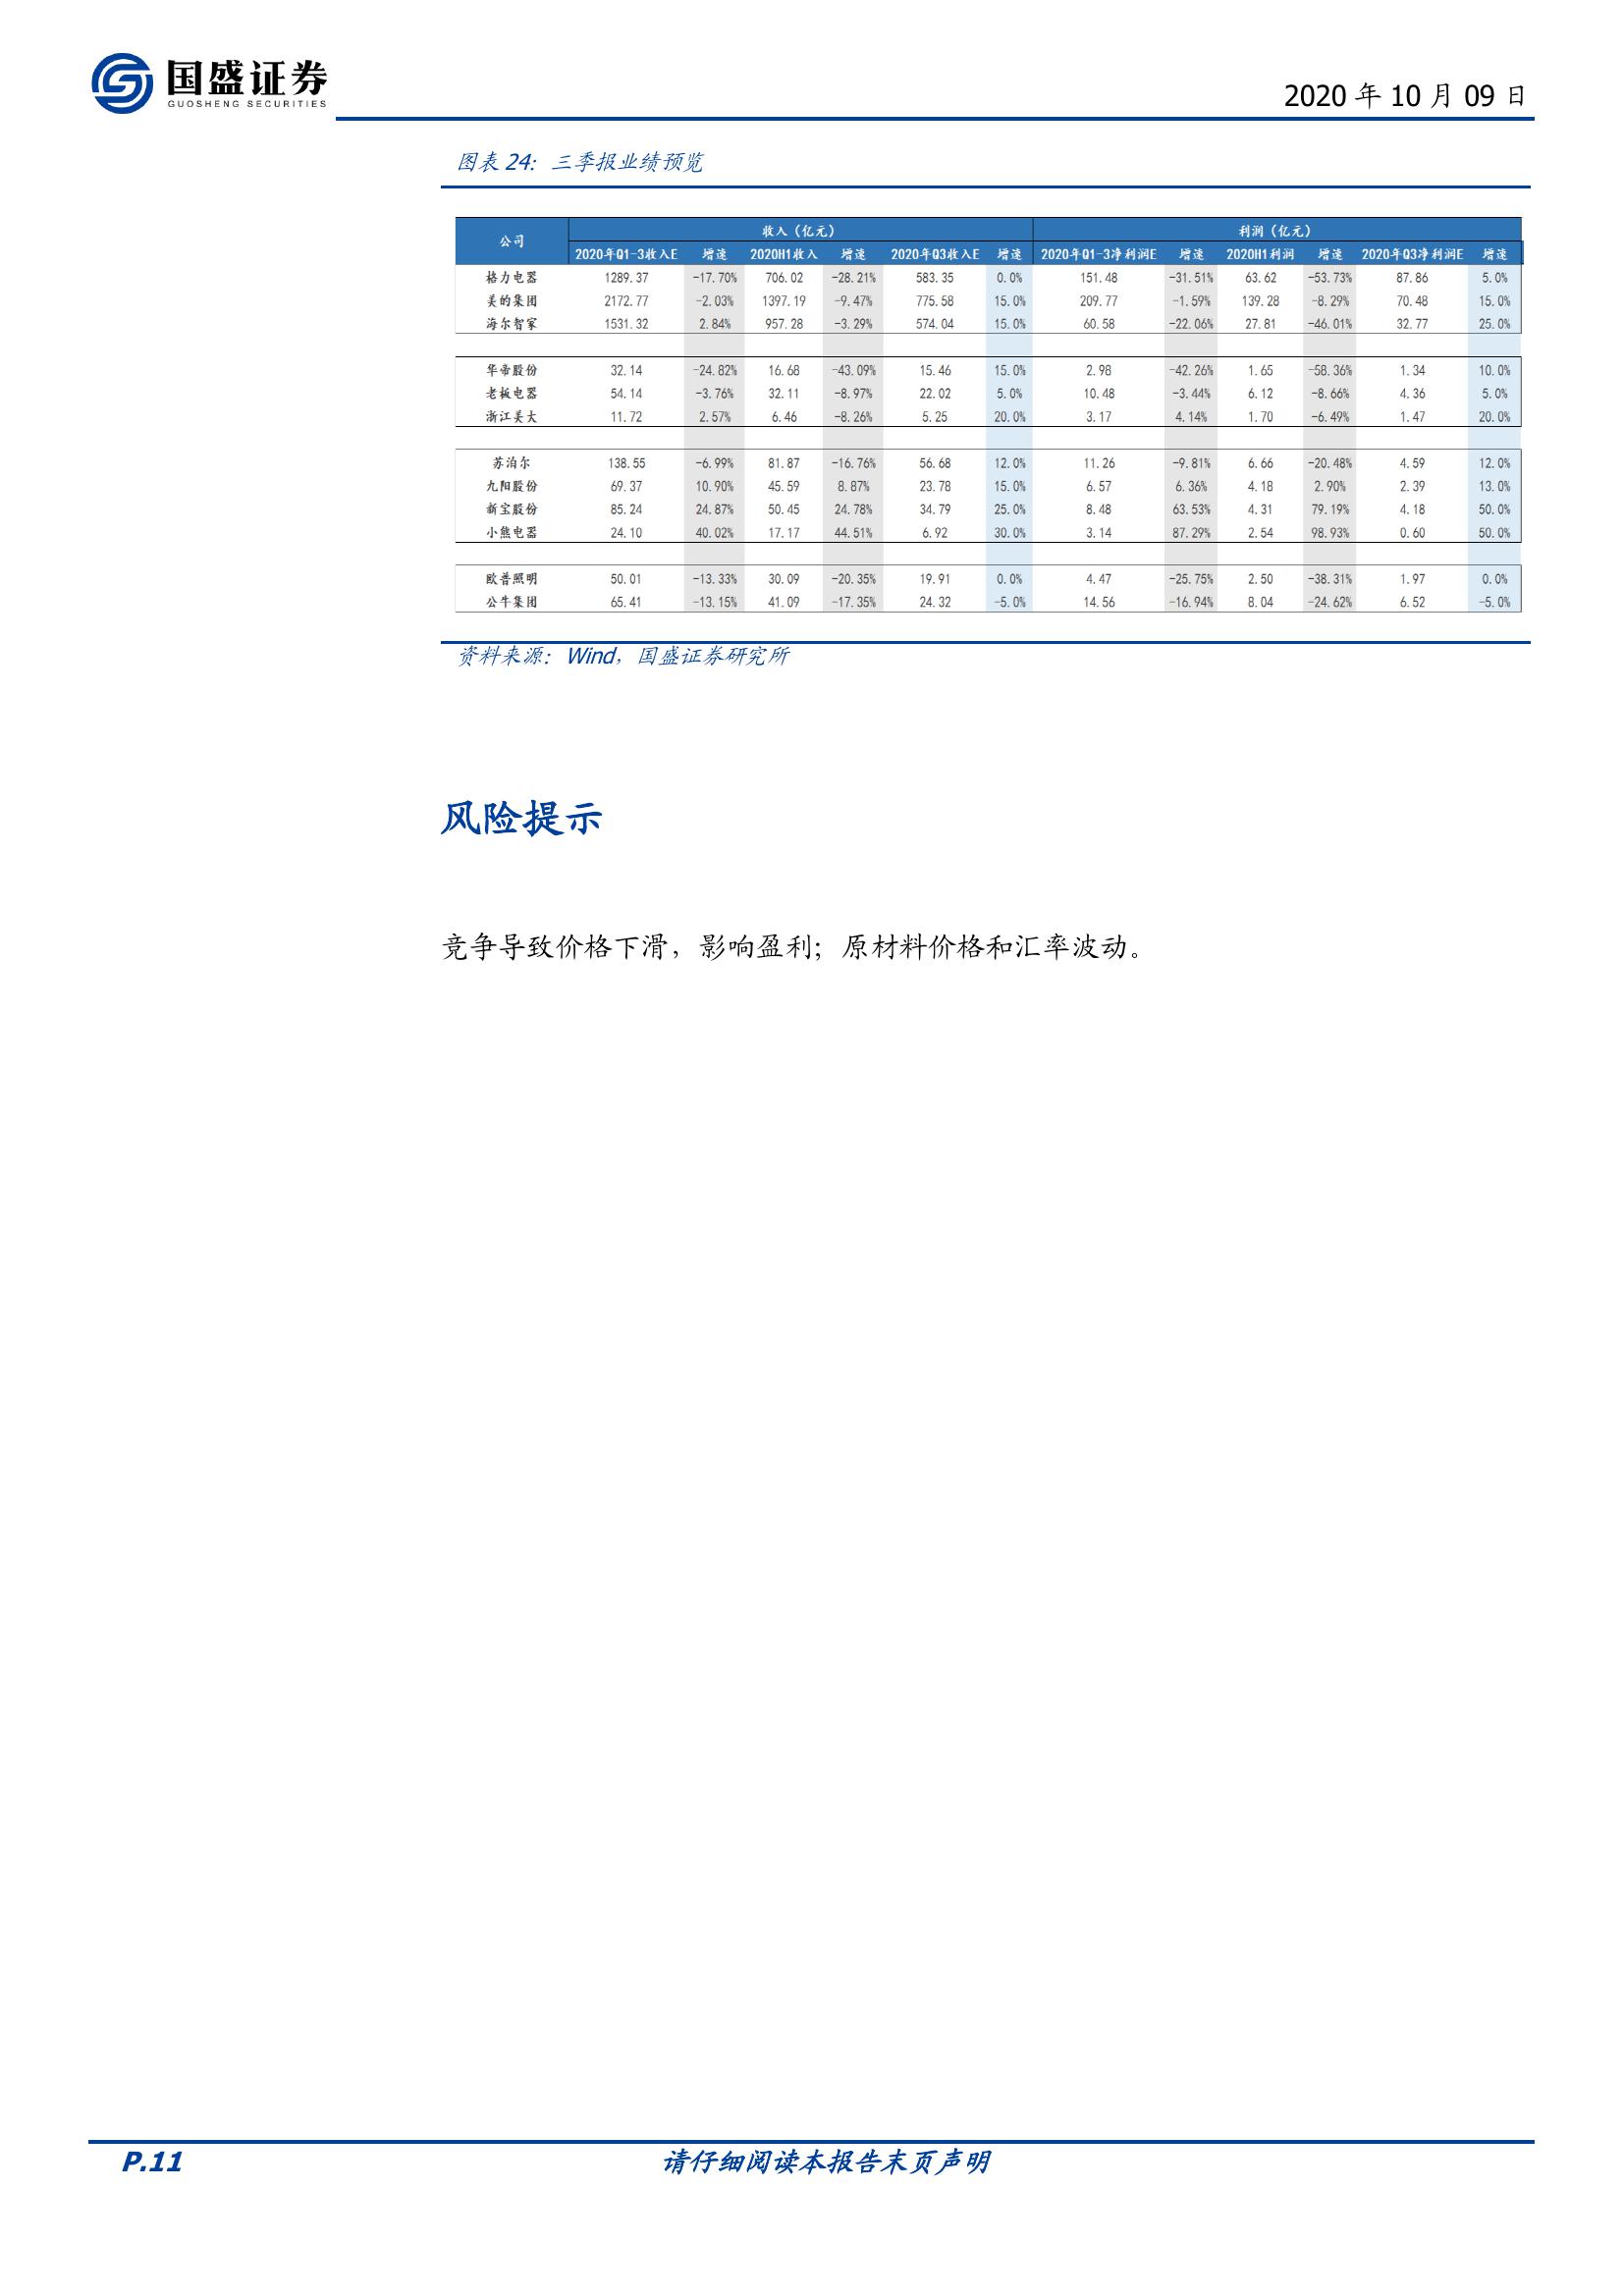 国盛证券
GUOSHENG SECURITIES
2020 年 10 月 09 日
图表 24：三季报业绩预览
公司 收入（亿元） 利润（亿元）
2020年Q1-3收入E 增速 2020H1收入 增速 2020年Q3收入E 增速 2020年Q1-3净利润E 增速 2020H1利润 增速 2020年Q3净利润E 增速
格力电器 1289.37 -17.70% 706.02 -28.21% 583.35 0.0% 151.48 -31.51% 63.62 -53.73% 87.86 5.0%
美的集团 2172.77 -2.03% 1397.19 -9.47% 775.58 15.0% 209.77 -1.59% 139.28 -8.29% 70.48 15.0%
海尔智家 1531.32 2.84% 957.28 -3.29% 574.04 15.0% 60.58 -22.06% 27.81 -46.01% 32.77 25.0%
华帝股份 32.14 -24.82% 16.68 -43.09% 15.46 15.0% 2.98 -42.26% 1.65 -58.36% 1.34 10.0%
老板电器 54.14 -3.76% 32.11 -8.97% 22.02 5.0% 10.48 -3.44% 6.12 -8.66% 4.36 5.0%
浙江美大 11.72 2.57% 6.46 -8.26% 5.25 20.0% 3.17 4.14% 1.70 -6.49% 1.47 20.0%
苏泊尔 138.55 -6.99% 81.87 -16.76% 56.68 12.0% 11.26 -9.81% 6.66 -20.48% 4.59 12.0%
九阳股份 69.37 10.90% 45.59 8.87% 23.78 15.0% 6.57 6.36% 4.18 2.90% 2.39 13.0%
新宝股份 85.24 24.87% 50.45 24.78% 34.79 25.0% 8.48 63.53% 4.31 79.19% 4.18 50.0%
小熊电器 24.10 40.02% 17.17 44.51% 6.92 30.0% 3.14 87.29% 2.54 98.93% 0.60 50.0%
欧普照明 50.01 -13.33% 30.09 -20.35% 19.91 0.0% 4.47 -25.75% 2.50 -38.31% 1.97 0.0%
公牛集团 65.41 -13.15% 41.09 -17.35% 24.32 -5.0% 14.56 -16.94% 8.04 -24.62% 6.52 -5.0%
资料来源：Wind，国盛证券研究所
风险提示
竞争导致价格下滑，影响盈利；原材料价格和汇率波动。
P.11 请仔细阅读本报告末页声明